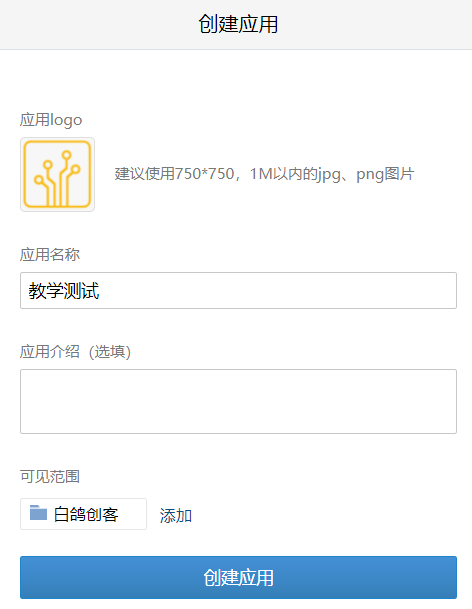 创建应用
应用logo
建议使用750*750，1M以内的jpg、png图片
应用名称
教学测试
应用介绍（选填）
可见范围
白鸽创客 添加
创建应用